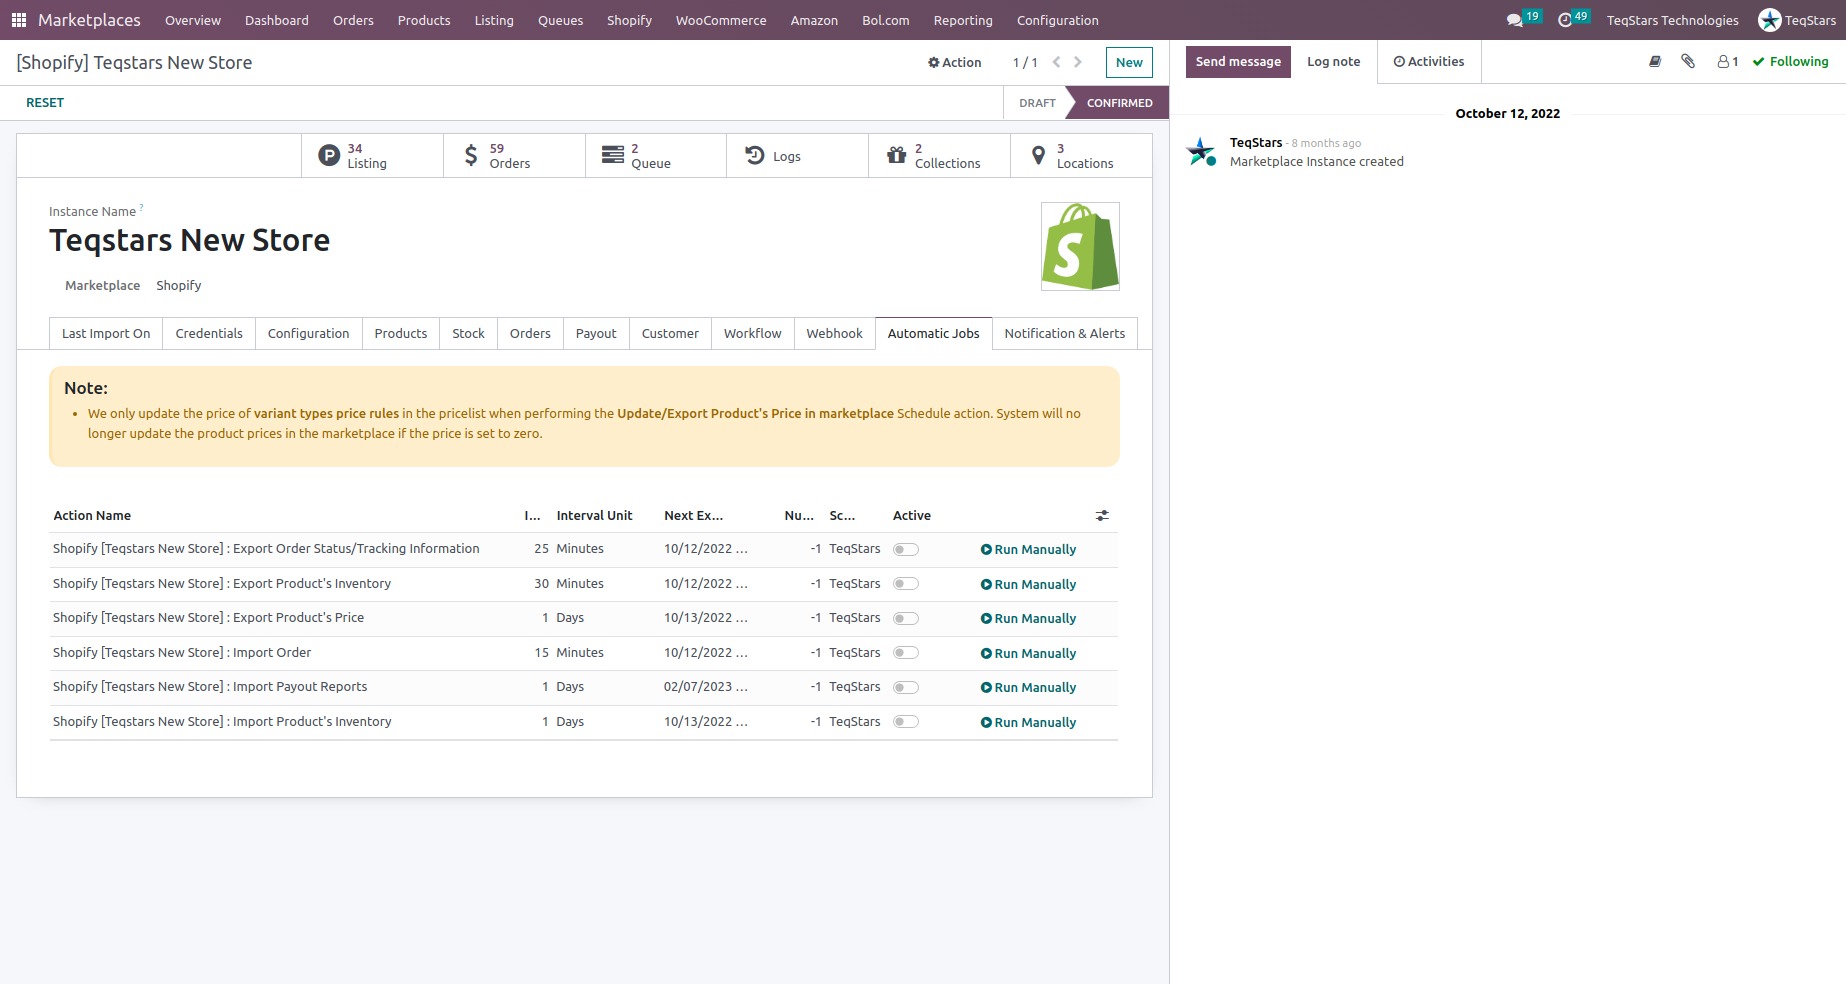 Marketplaces Overview Dashboard Orders Products Listing Queues Shopify WooCommerce Amazon Bol.com Reporting Configuration 19 49 TeqStars Technologies TeqStars
[Shopify] Teqstars New Store Action 1 / 1 New
Send message Log note Activities 1 Following
RESET DRAFT CONFIRMED
October 12, 2022
34 Listing
59 Orders
2 Queue
Logs
2 Collections
3 Locations
TeqStars - 8 months ago
Marketplace Instance created
Instance Name ?
Teqstars New Store
Marketplace Shopify
Last Import On Credentials Configuration Products Stock Orders Payout Customer Workflow Webhook Automatic Jobs Notification & Alerts
Note:
• We only update the price of variant types price rules in the pricelist when performing the Update/Export Product's Price in marketplace Schedule action. System will no
longer update the product prices in the marketplace if the price is set to zero.
Action Name I... Interval Unit Next Ex... Nu... Sc... Active
Shopify [Teqstars New Store] : Export Order Status/Tracking Information 25 Minutes 10/12/2022 ... -1 TeqStars Run Manually
Shopify [Teqstars New Store] : Export Product's Inventory 30 Minutes 10/12/2022 ... -1 TeqStars Run Manually
Shopify [Teqstars New Store] : Export Product's Price 1 Days 10/13/2022 ... -1 TeqStars Run Manually
Shopify [Teqstars New Store] : Import Order 15 Minutes 10/12/2022 ... -1 TeqStars Run Manually
Shopify [Teqstars New Store] : Import Payout Reports 1 Days 02/07/2023 ... -1 TeqStars Run Manually
Shopify [Teqstars New Store] : Import Product's Inventory 1 Days 10/13/2022 ... -1 TeqStars Run Manually